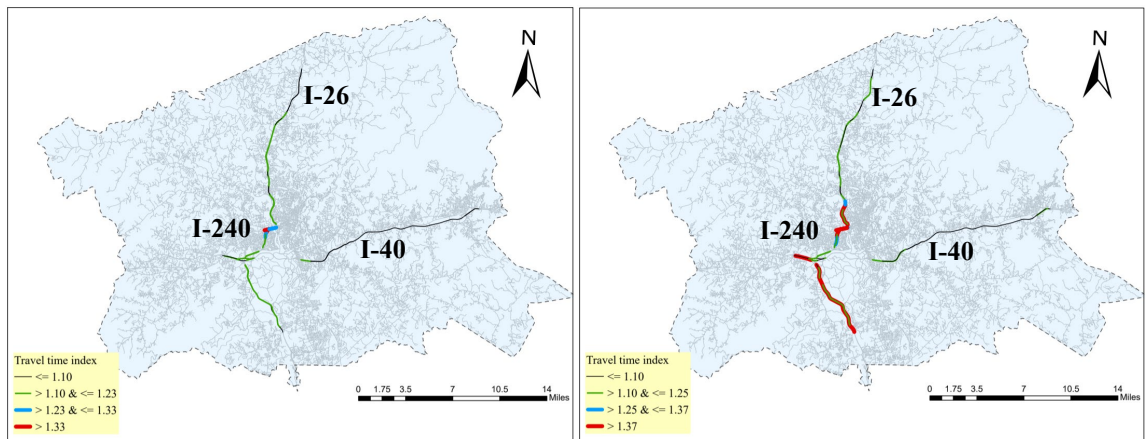 N
I-26
I-240
I-40
Travel time index
<= 1.10
> 1.10 & <= 1.23
> 1.23 & <= 1.33
> 1.33
0 1.75 3.5 7 10.5 14
Miles
N
I-26
I-240
I-40
Travel time index
<= 1.10
> 1.10 & <= 1.25
> 1.25 & <= 1.37
> 1.37
0 1.75 3.5 7 10.5 14
Miles